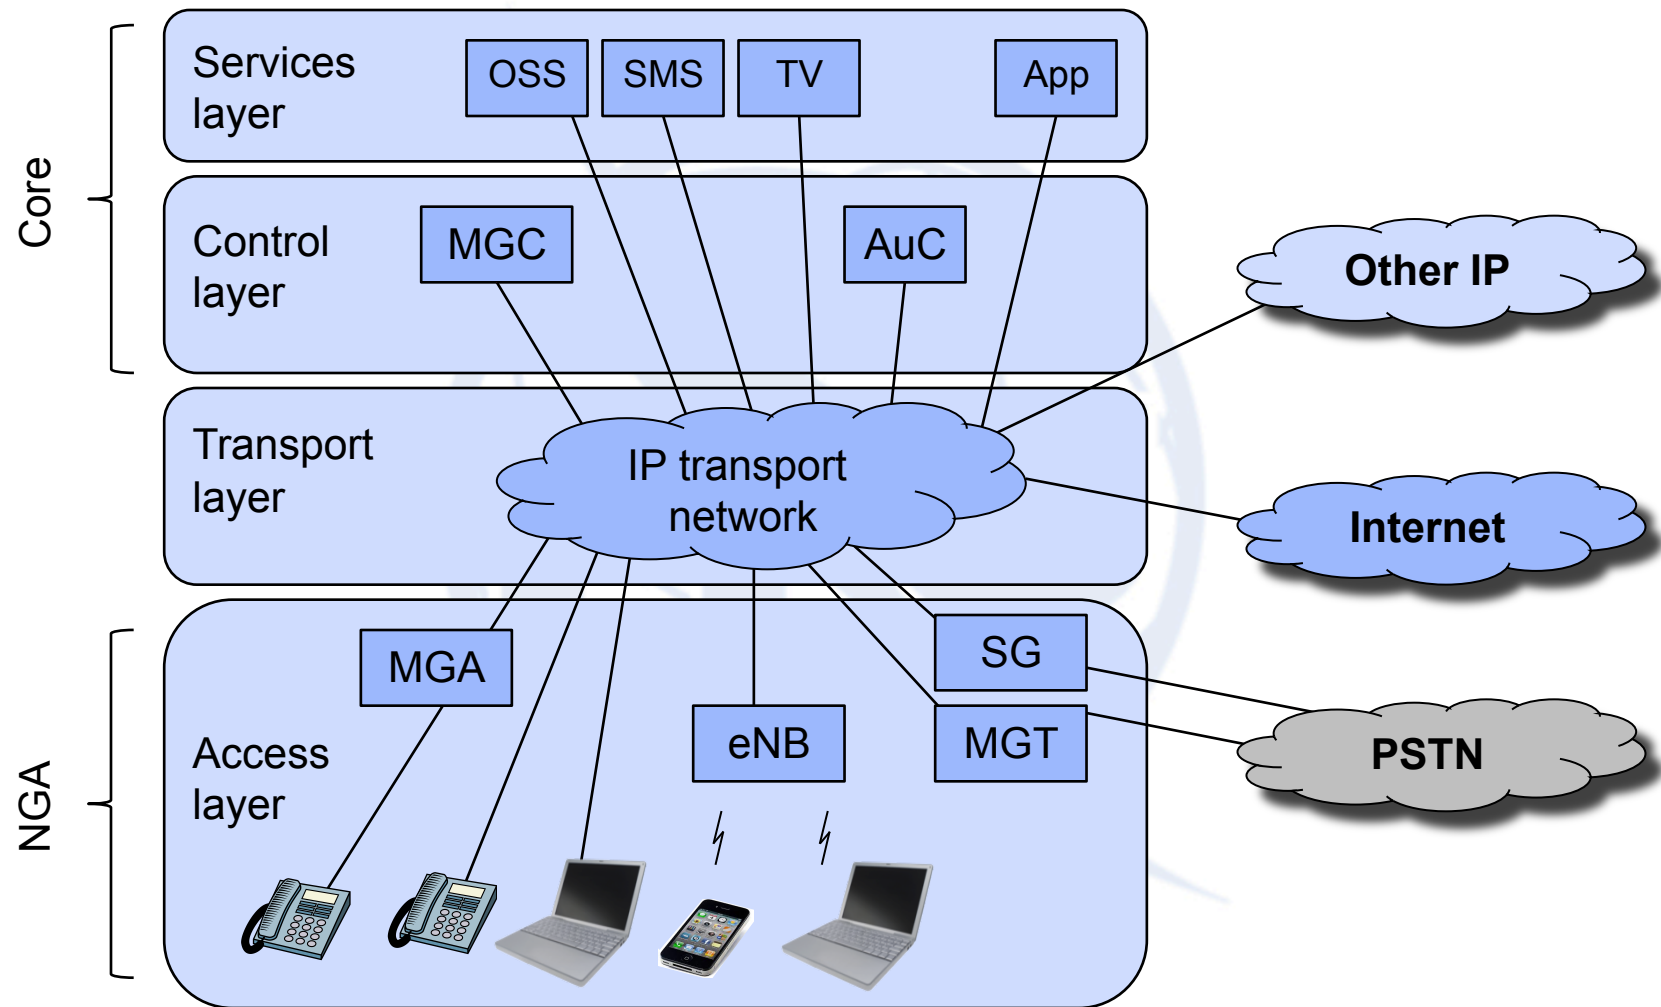 Core
Services
layer
OSS
SMS
TV
App
Control
layer
MGC
AuC
Other IP
Transport
layer
IP transport
network
Internet
NGA
Access
layer
MGA
eNB
SG
MGT
PSTN